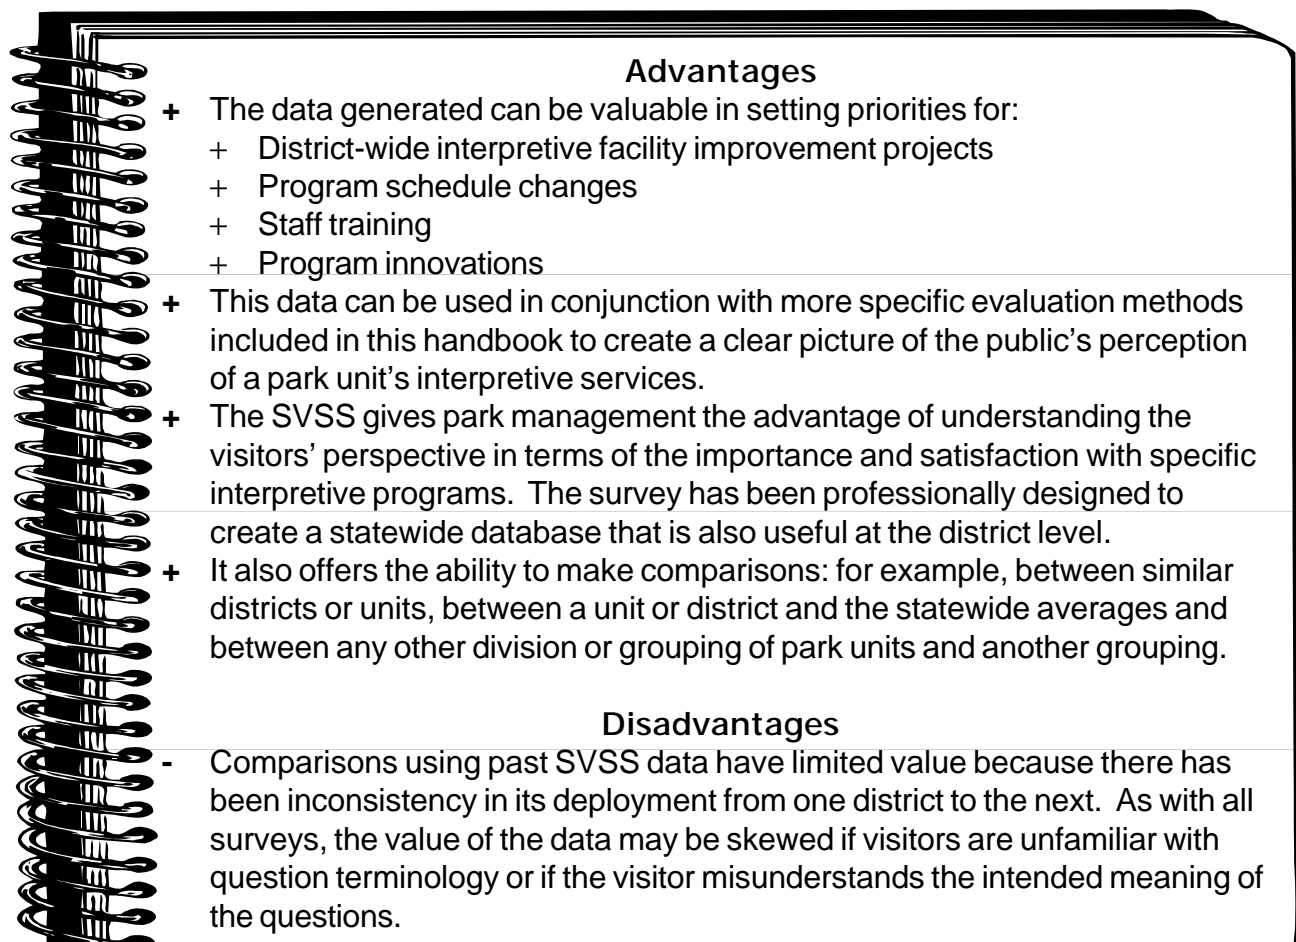 Advantages
+ The data generated can be valuable in setting priorities for:
+ District-wide interpretive facility improvement projects
+ Program schedule changes
+ Staff training
+ Program innovations
+ This data can be used in conjunction with more specific evaluation methods
included in this handbook to create a clear picture of the public’s perception
of a park unit’s interpretive services.
+ The SVSS gives park management the advantage of understanding the
visitors’ perspective in terms of the importance and satisfaction with specific
interpretive programs.  The survey has been professionally designed to
create a statewide database that is also useful at the district level.
+ It also offers the ability to make comparisons: for example, between similar
districts or units, between a unit or district and the statewide averages and
between any other division or grouping of park units and another grouping.
Disadvantages
- Comparisons using past SVSS data have limited value because there has
been inconsistency in its deployment from one district to the next.  As with all
surveys, the value of the data may be skewed if visitors are unfamiliar with
question terminology or if the visitor misunderstands the intended meaning of
the questions.